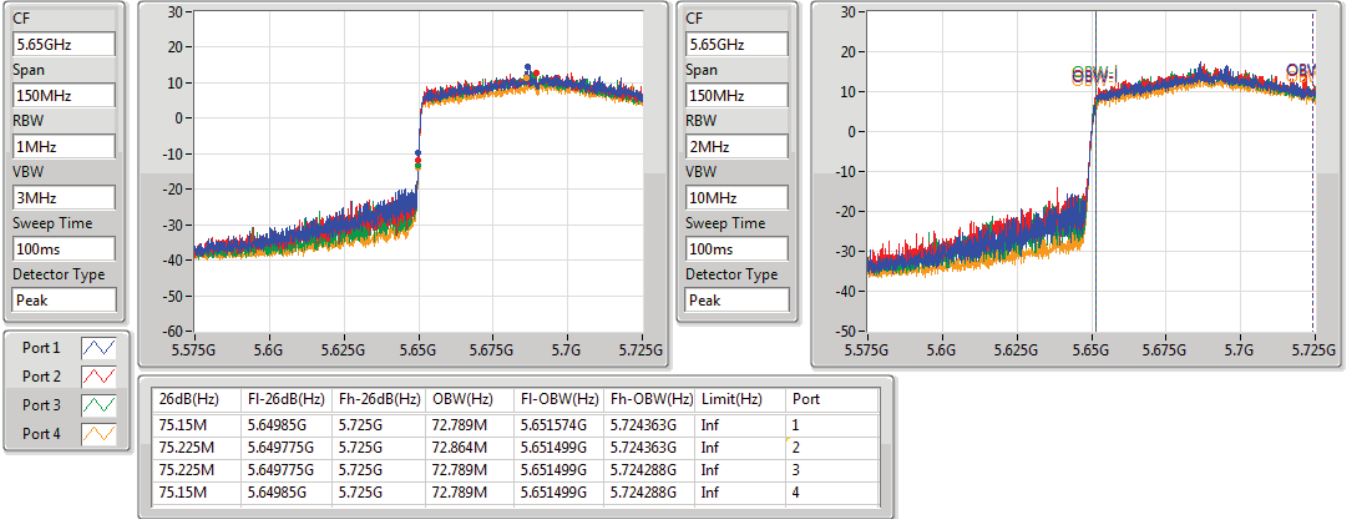 CF
5.65GHz
Span
150MHz
RBW
1MHz
VBW
3MHz
Sweep Time
100ms
Detector Type
Peak
30
20
10
0
-10
-20
-30
-40
-50
-60
5.575G 5.6G 5.625G 5.65G 5.675G 5.7G 5.725G
CF
5.65GHz
Span
150MHz
RBW
2MHz
VBW
10MHz
Sweep Time
100ms
Detector Type
Peak
30
20
10
0
-10
-20
-30
-40
-50
5.575G 5.6G 5.625G 5.65G 5.675G 5.7G 5.725G
Port 1
Port 2
Port 3
Port 4
26dB(Hz) Fl-26dB(Hz) Fh-26dB(Hz) OBW(Hz) Fl-OBW(Hz) Fh-OBW(Hz) Limit(Hz) Port
75.15M 5.64985G 5.725G 72.789M 5.651574G 5.724363G Inf 1
75.225M 5.649775G 5.725G 72.864M 5.651499G 5.724363G Inf 2
75.225M 5.649775G 5.725G 72.789M 5.651499G 5.724288G Inf 3
75.15M 5.64985G 5.725G 72.789M 5.651499G 5.724288G Inf 4